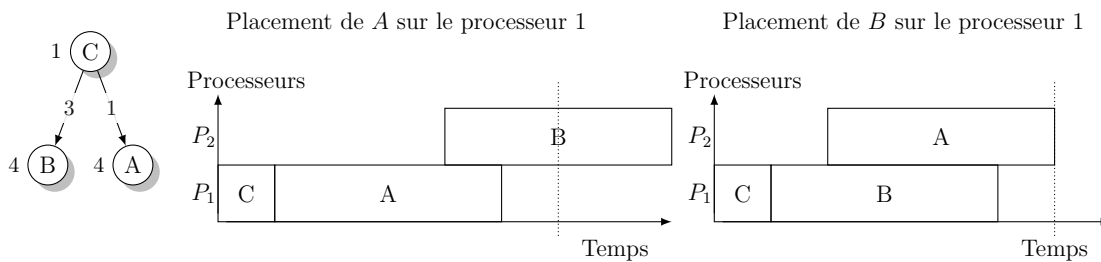 Placement de A sur le processeur 1
Placement de B sur le processeur 1
1 C
3 1
4 B 4 A
Processeurs
P2 B
P1 C A
Temps
Processeurs
P2 A
P1 C B
Temps